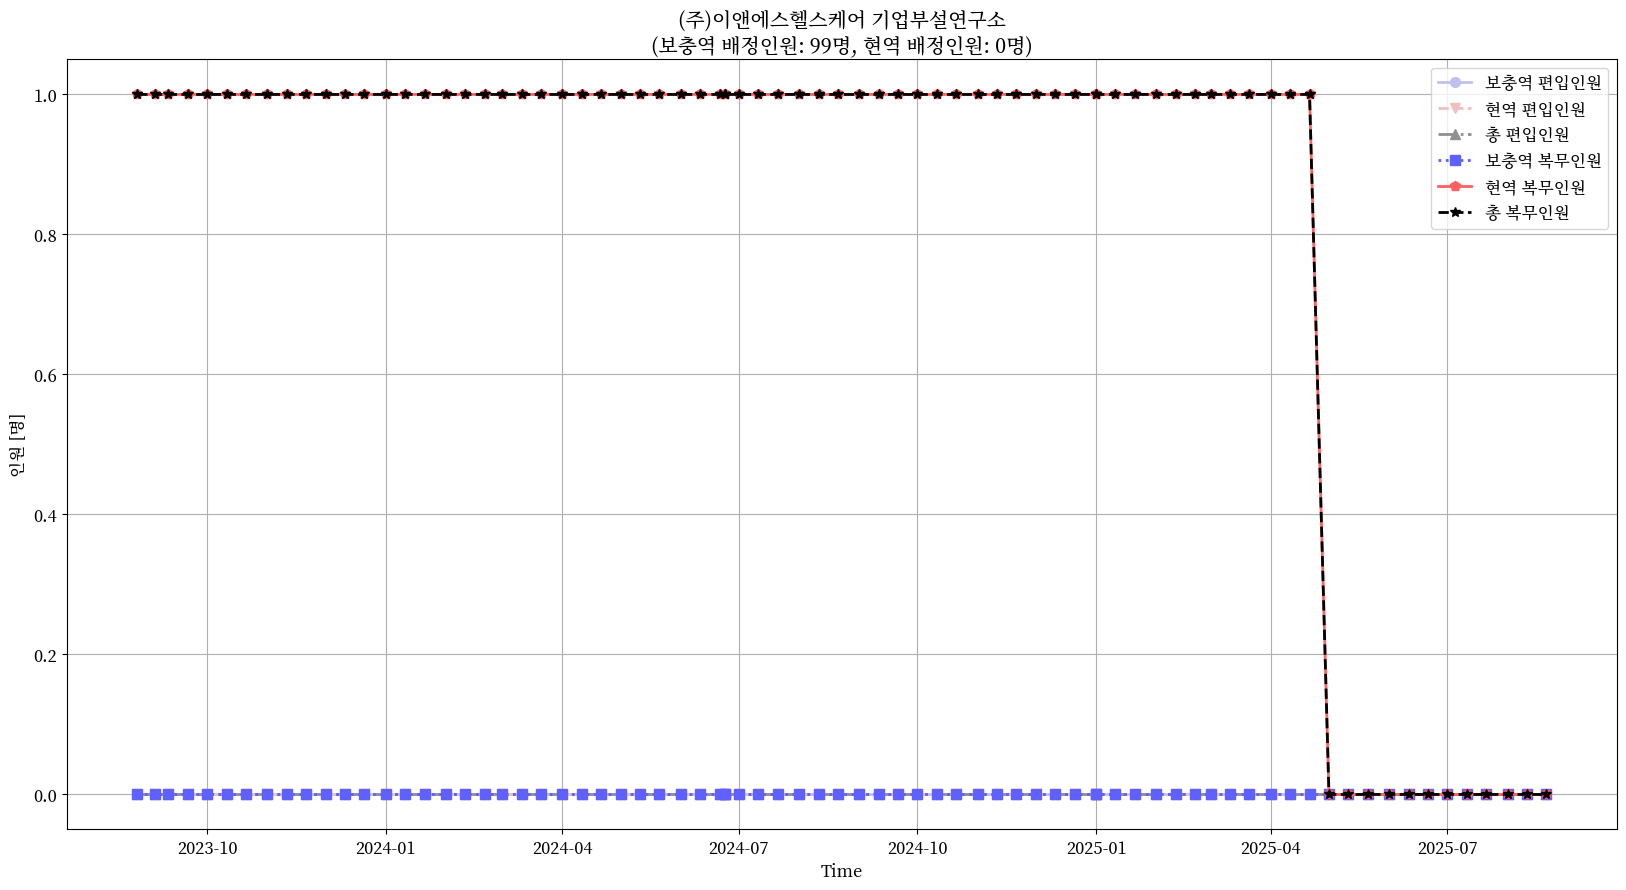 (주)이앤에스헬스케어 기업부설연구소
(보충역 배정인원: 99명, 현역 배정인원: 0명)
보충역 편입인원
현역 편입인원
총 편입인원
보충역 복무인원
현역 복무인원
총 복무인원
인원 [명]
1.0
0.8
0.6
0.4
0.2
0.0
2023-10
2024-01
2024-04
2024-07
2024-10
2025-01
2025-04
2025-07
Time